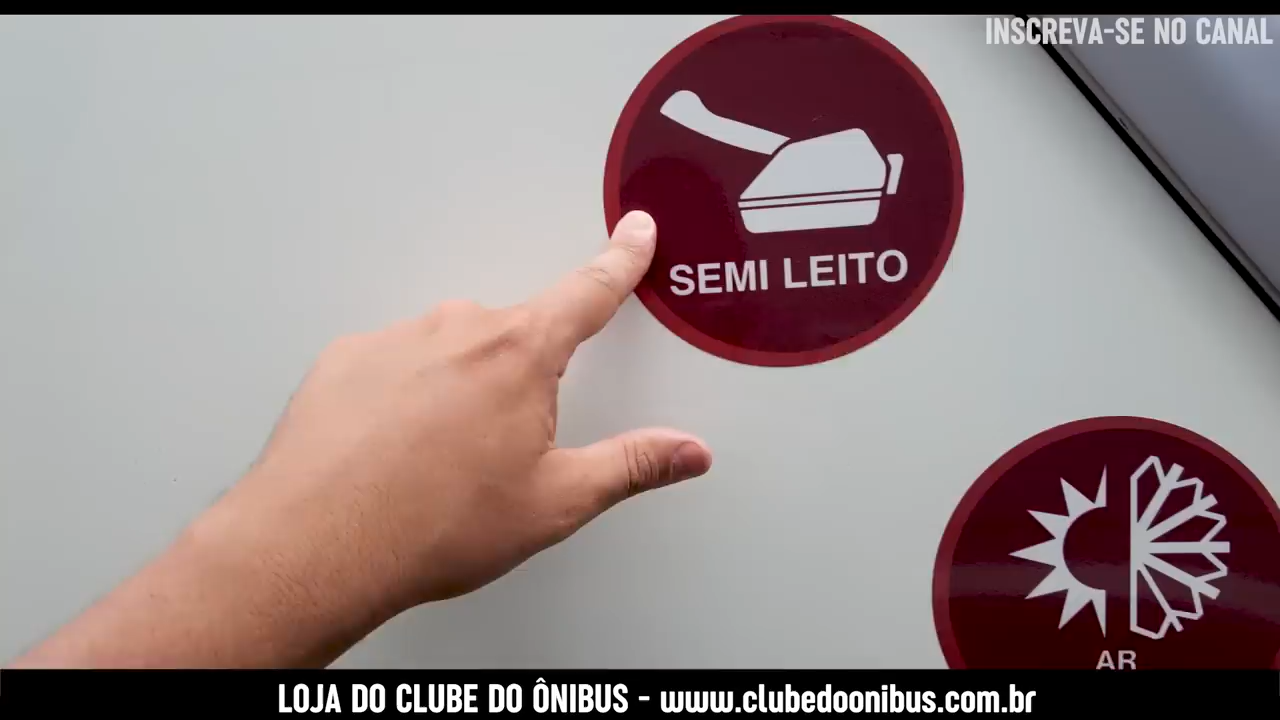 INSCREVA-SE NO CANAL
SEMI LEITO
AR
LOJA DO CLUBE DO ÔNIBUS - www.clubedoonibus.com.br